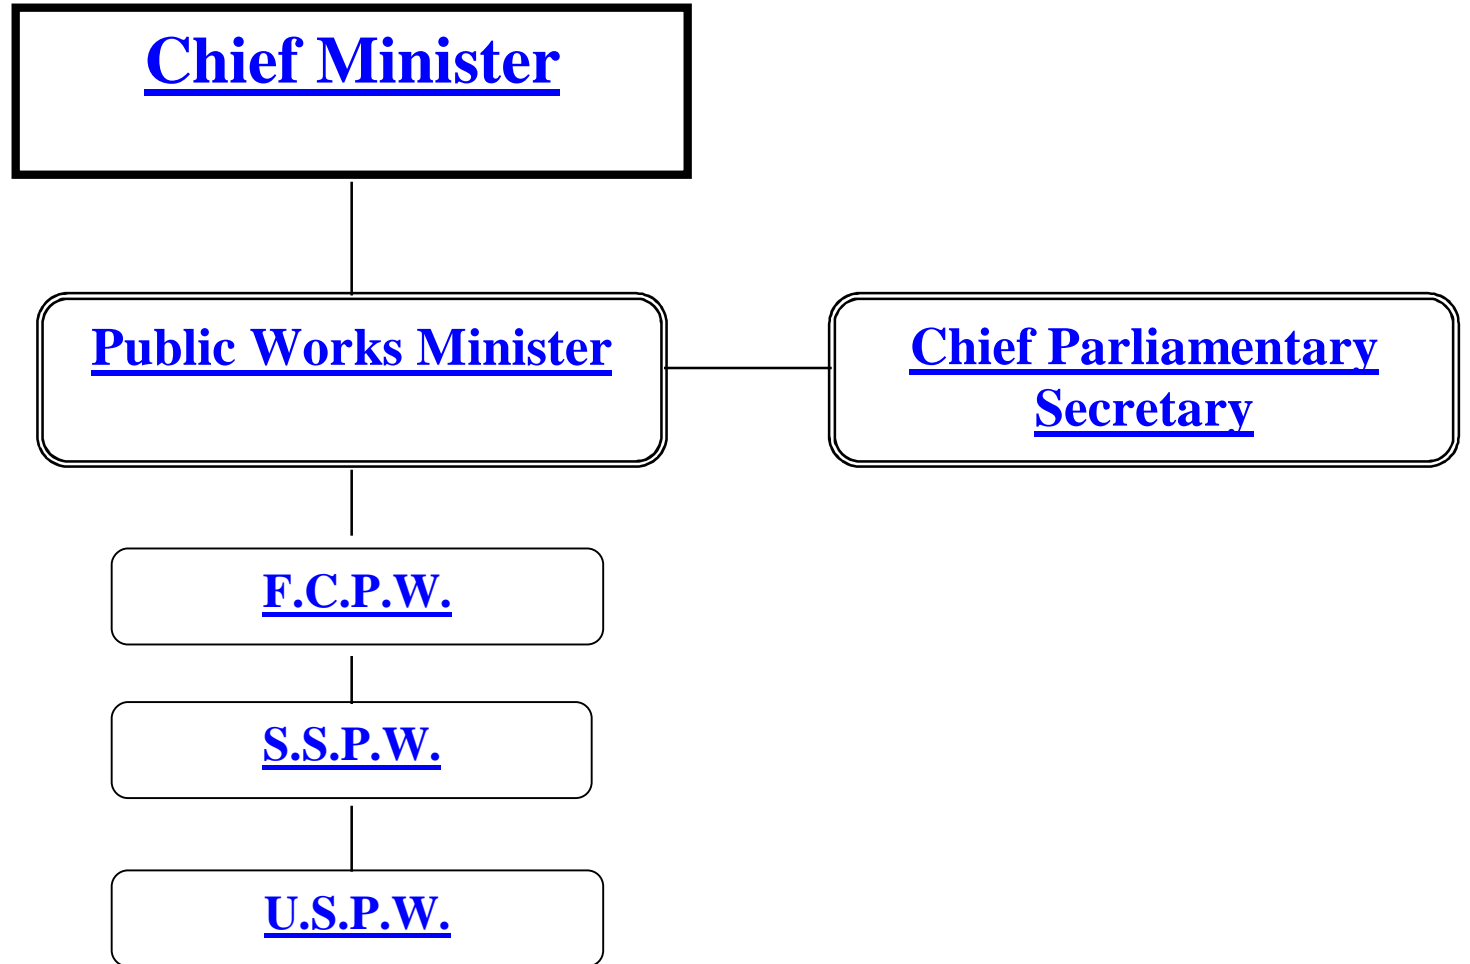 Chief Minister
Public Works Minister
Chief Parliamentary
Secretary
F.C.P.W.
S.S.P.W.
U.S.P.W.